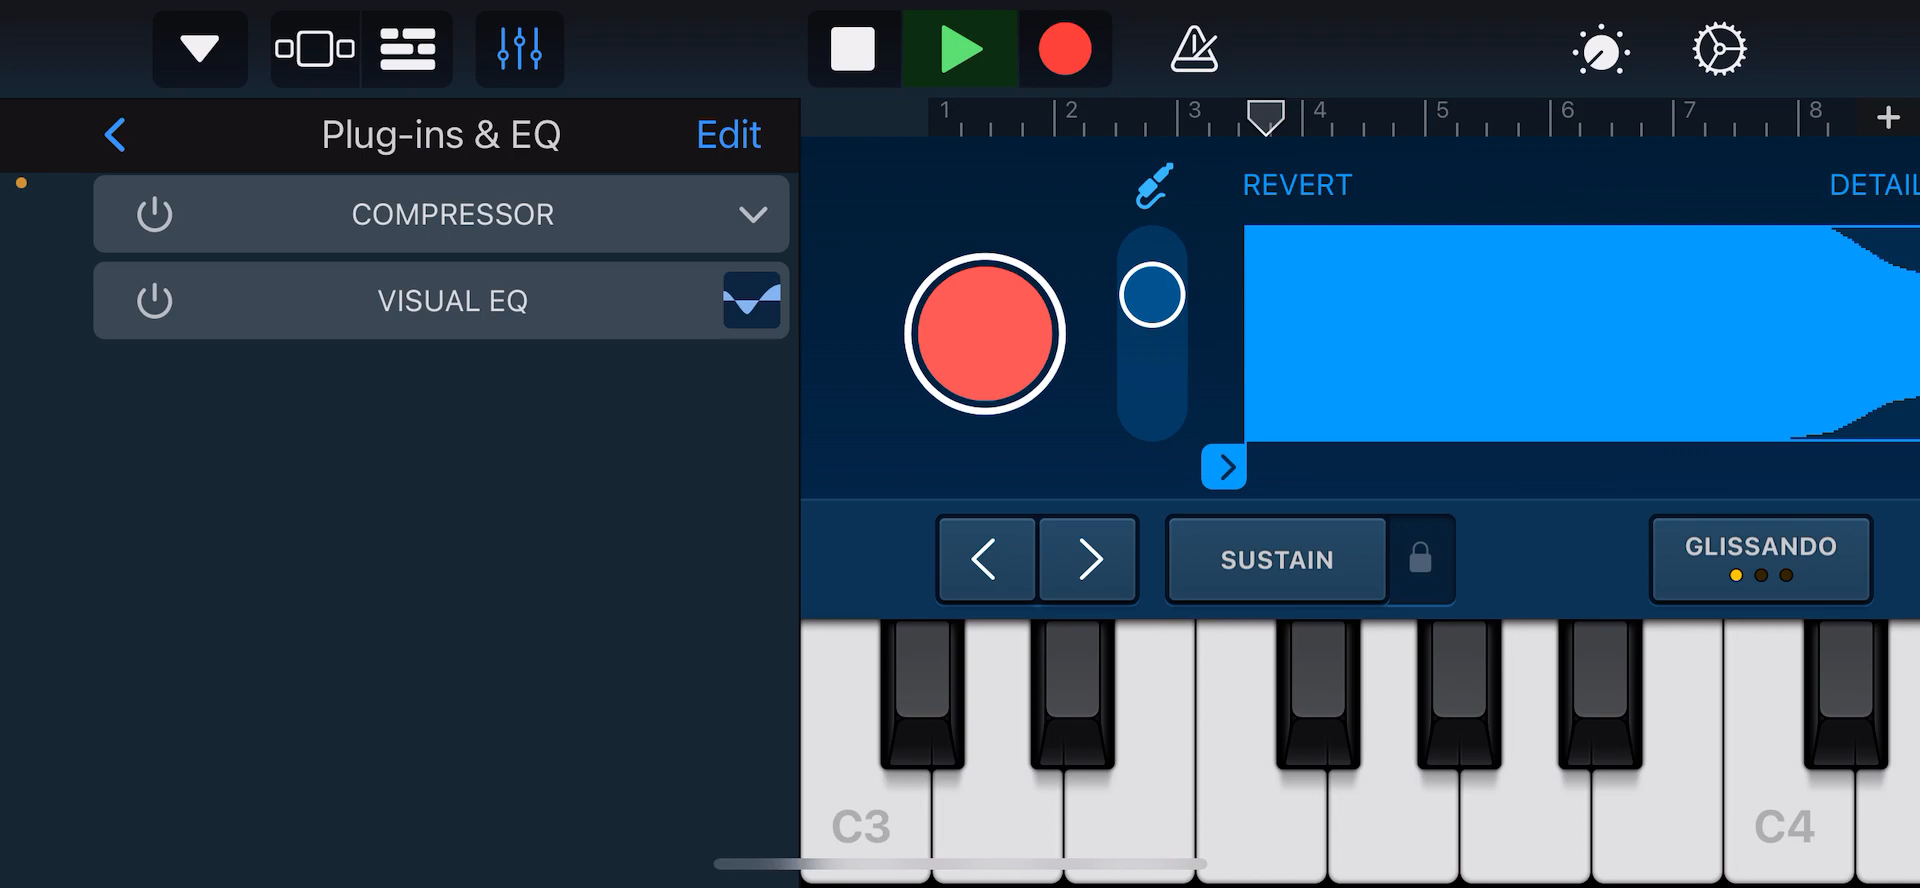 Plug-ins & EQ
Edit
1 2 3 4 5 6 7 8
COMPRESSOR
REVERT
DETAIL
VISUAL EQ
SUSTAIN
GLISSANDO
C3
C4